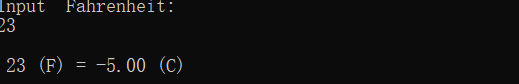 Input  Fahrenheit:
23
23 (F) = -5.00 (C)